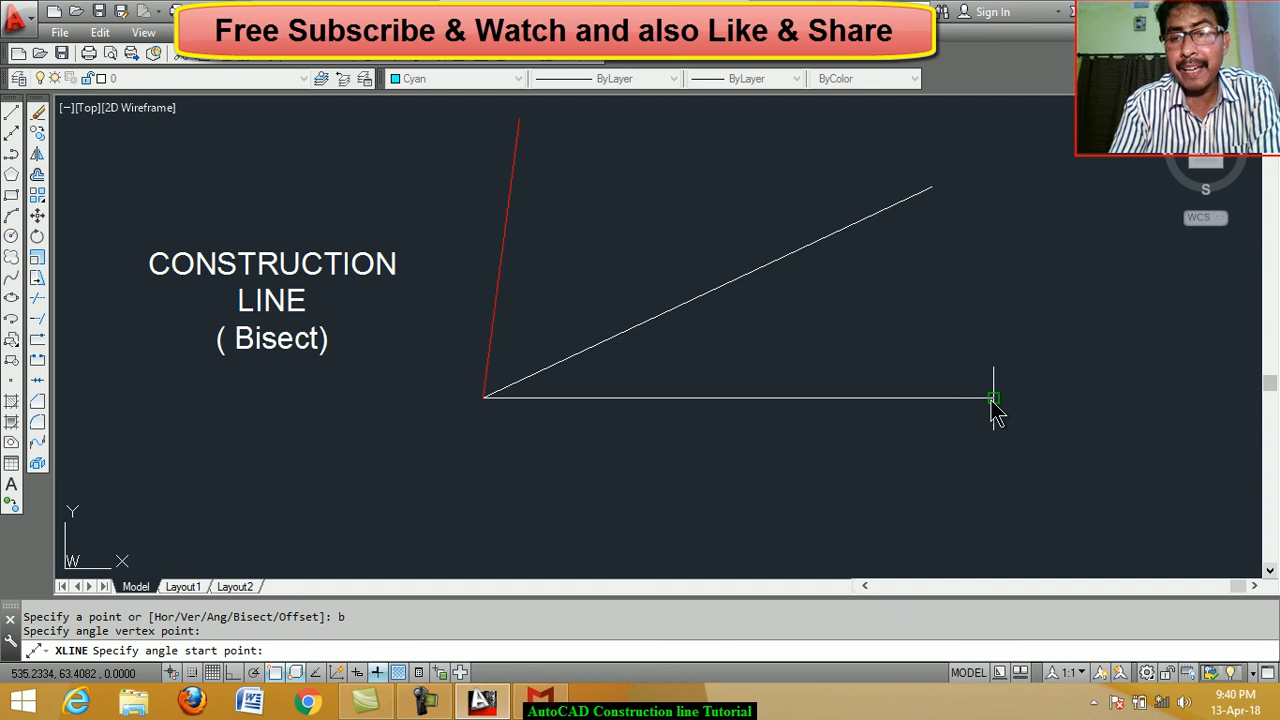 Free Subscribe & Watch and also Like & Share
Sign In
File Edit View
0
Cyan
ByLayer
ByLayer
ByColor
[−][Top][2D Wireframe]
S
WCS
CONSTRUCTION
LINE
( Bisect)
Y
W X
A
Model Layout1 Layout2
Specify a point or [Hor/Ver/Ang/Bisect/Offset]: b
Specify angle vertex point:
XLINE Specify angle start point:
535.2334, 63.4082, 0.0000
MODEL
1:1
9:40 PM
13-Apr-18
AutoCAD Construction line Tutorial